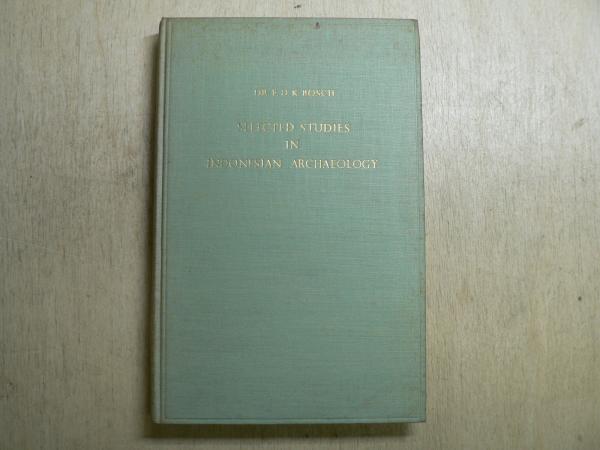 DR F. D. K. BOSCH
SELECTED STUDIES
IN
INDONESIAN ARCHAEOLOGY